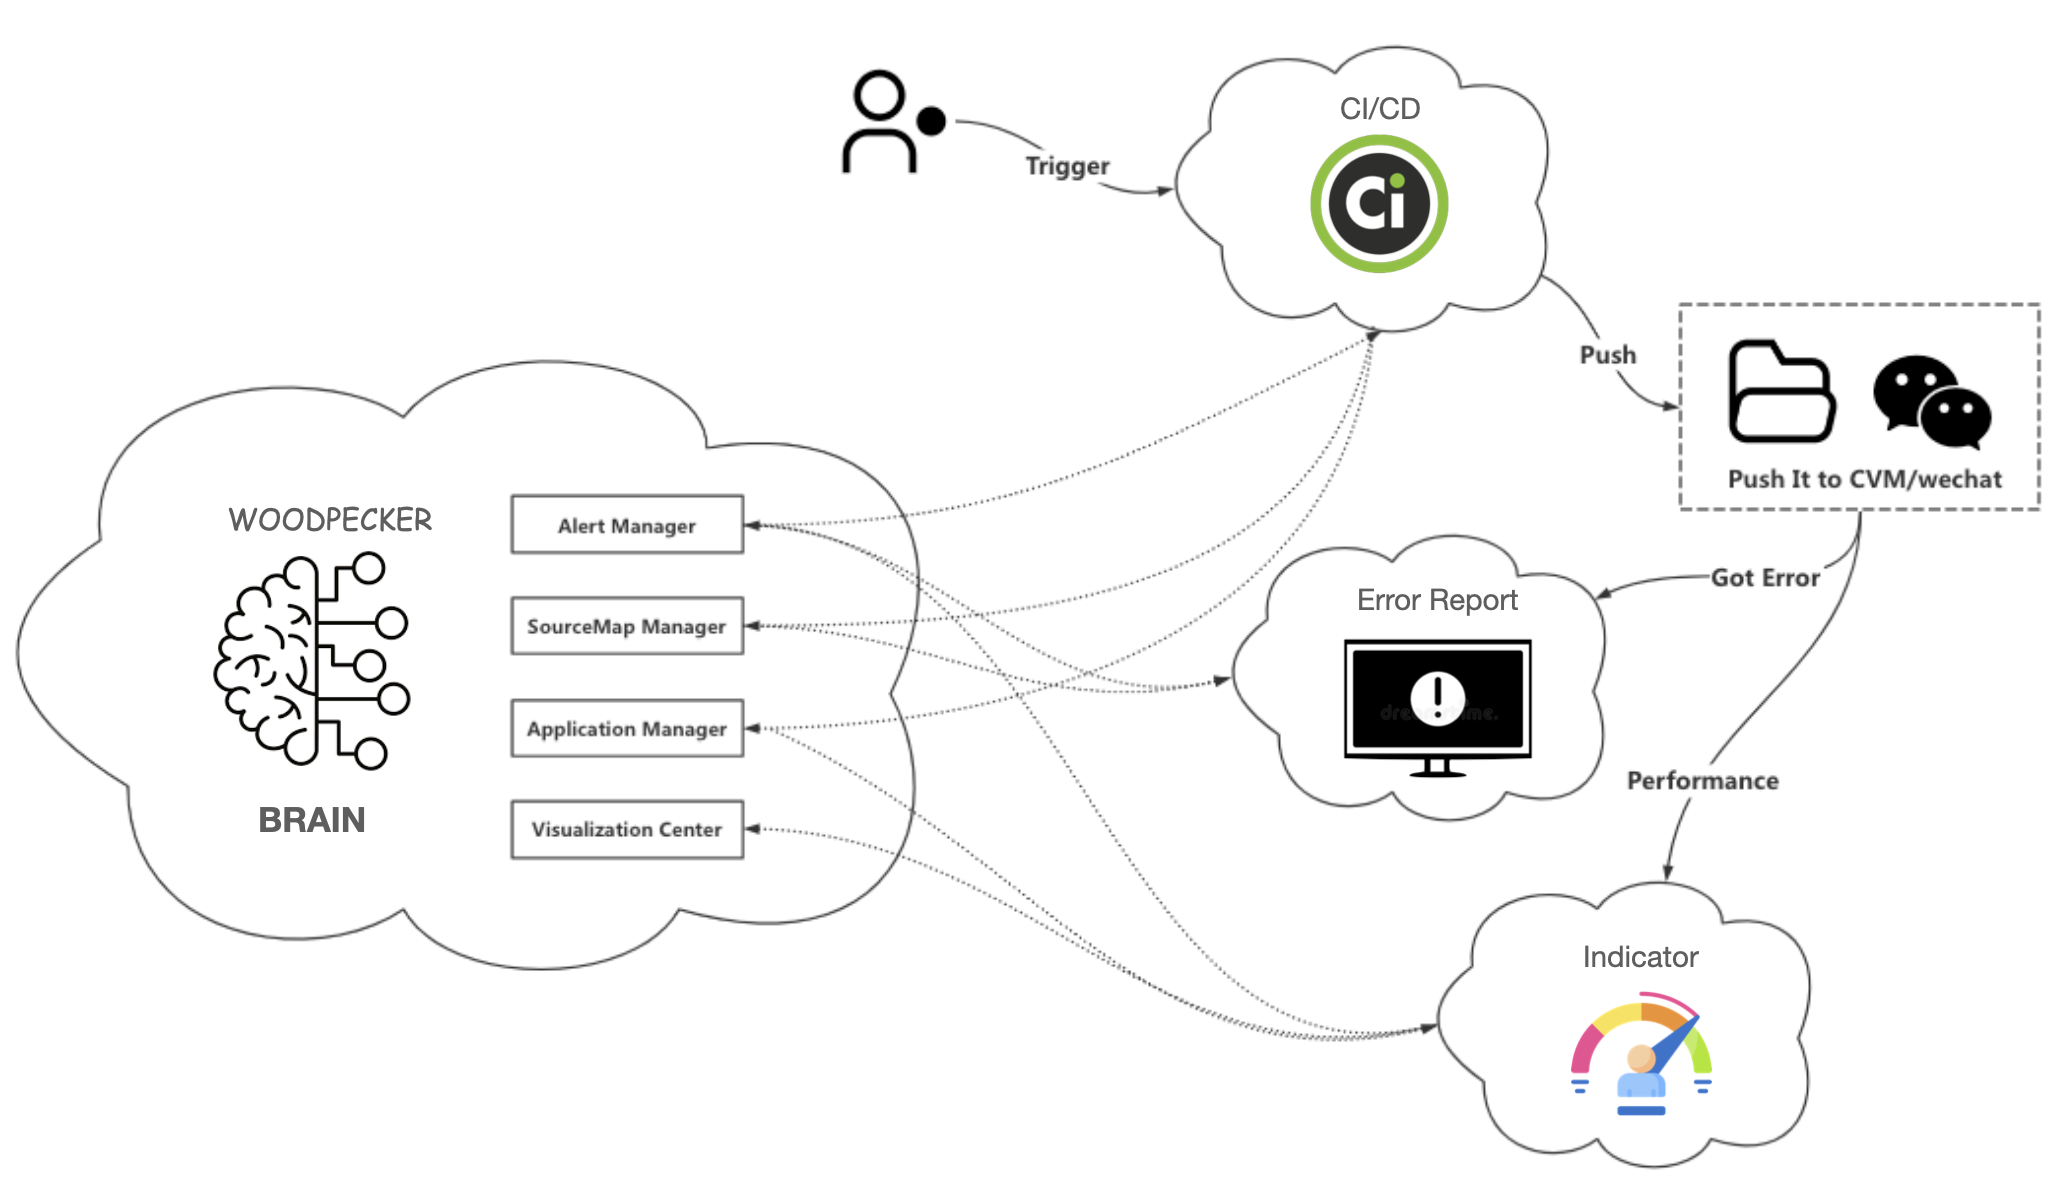 CI/CD
Ci
Trigger
Push
Push It to CVM/wechat
WOODPECKER
BRAIN
Alert Manager
SourceMap Manager
Application Manager
Visualization Center
Got Error
Error Report
Performance
Indicator